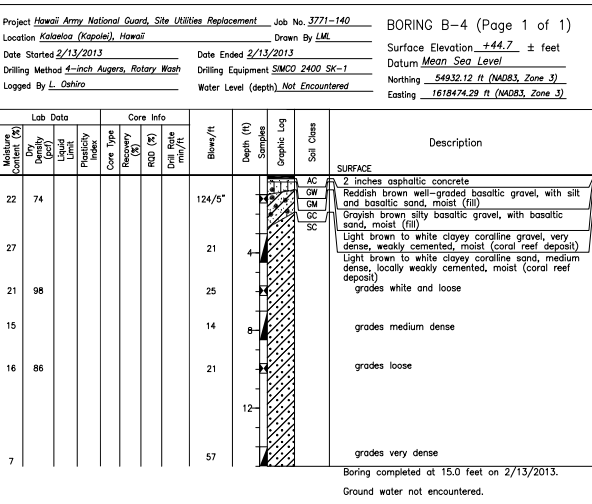 Project Hawaii Army National Guard, Site Utilities Replacement Job No. 3771-140
Location Kalaeloa (Kapolei), Hawaii Drawn By LML
Date Started 2/13/2013 Date Ended 2/13/2013
Drilling Method 4-inch Augers, Rotary Wash Drilling Equipment SIMCO 2400 SK-1
Logged By L. Oshiro Water Level (depth) Not Encountered
BORING B-4 (Page 1 of 1)
Surface Elevation +44.7 ± feet
Datum Mean Sea Level
Northing 54932.12 ft (NAD83, Zone 3)
Easting 1618474.29 ft (NAD83, Zone 3)
Lab Data Core Info
Moisture Content (%) Dry Density (pcf) Liquid Limit Plasticity Index Core Type Recovery (%) RQD (%) Drill Rate min/ft Blows/ft Depth (ft) Samples Graphic Log Soil Class Description
SURFACE
AC 2 inches asphaltic concrete
22 74 124/5" GW Reddish brown well-graded basaltic gravel, with silt
and basaltic sand, moist (fill)
GM Grayish brown silty basaltic gravel, with basaltic
sand, moist (fill)
GC Light brown to white clayey coralline gravel, very
dense, weakly cemented, moist (coral reef deposit)
SC Light brown to white clayey coralline sand, medium
dense, locally weakly cemented, moist (coral reef
deposit)
27 21 4
21 98 25 grades white and loose
15 14 8 grades medium dense
16 86 21 grades loose
12
7 57 grades very dense
Boring completed at 15.0 feet on 2/13/2013.
Ground water not encountered.